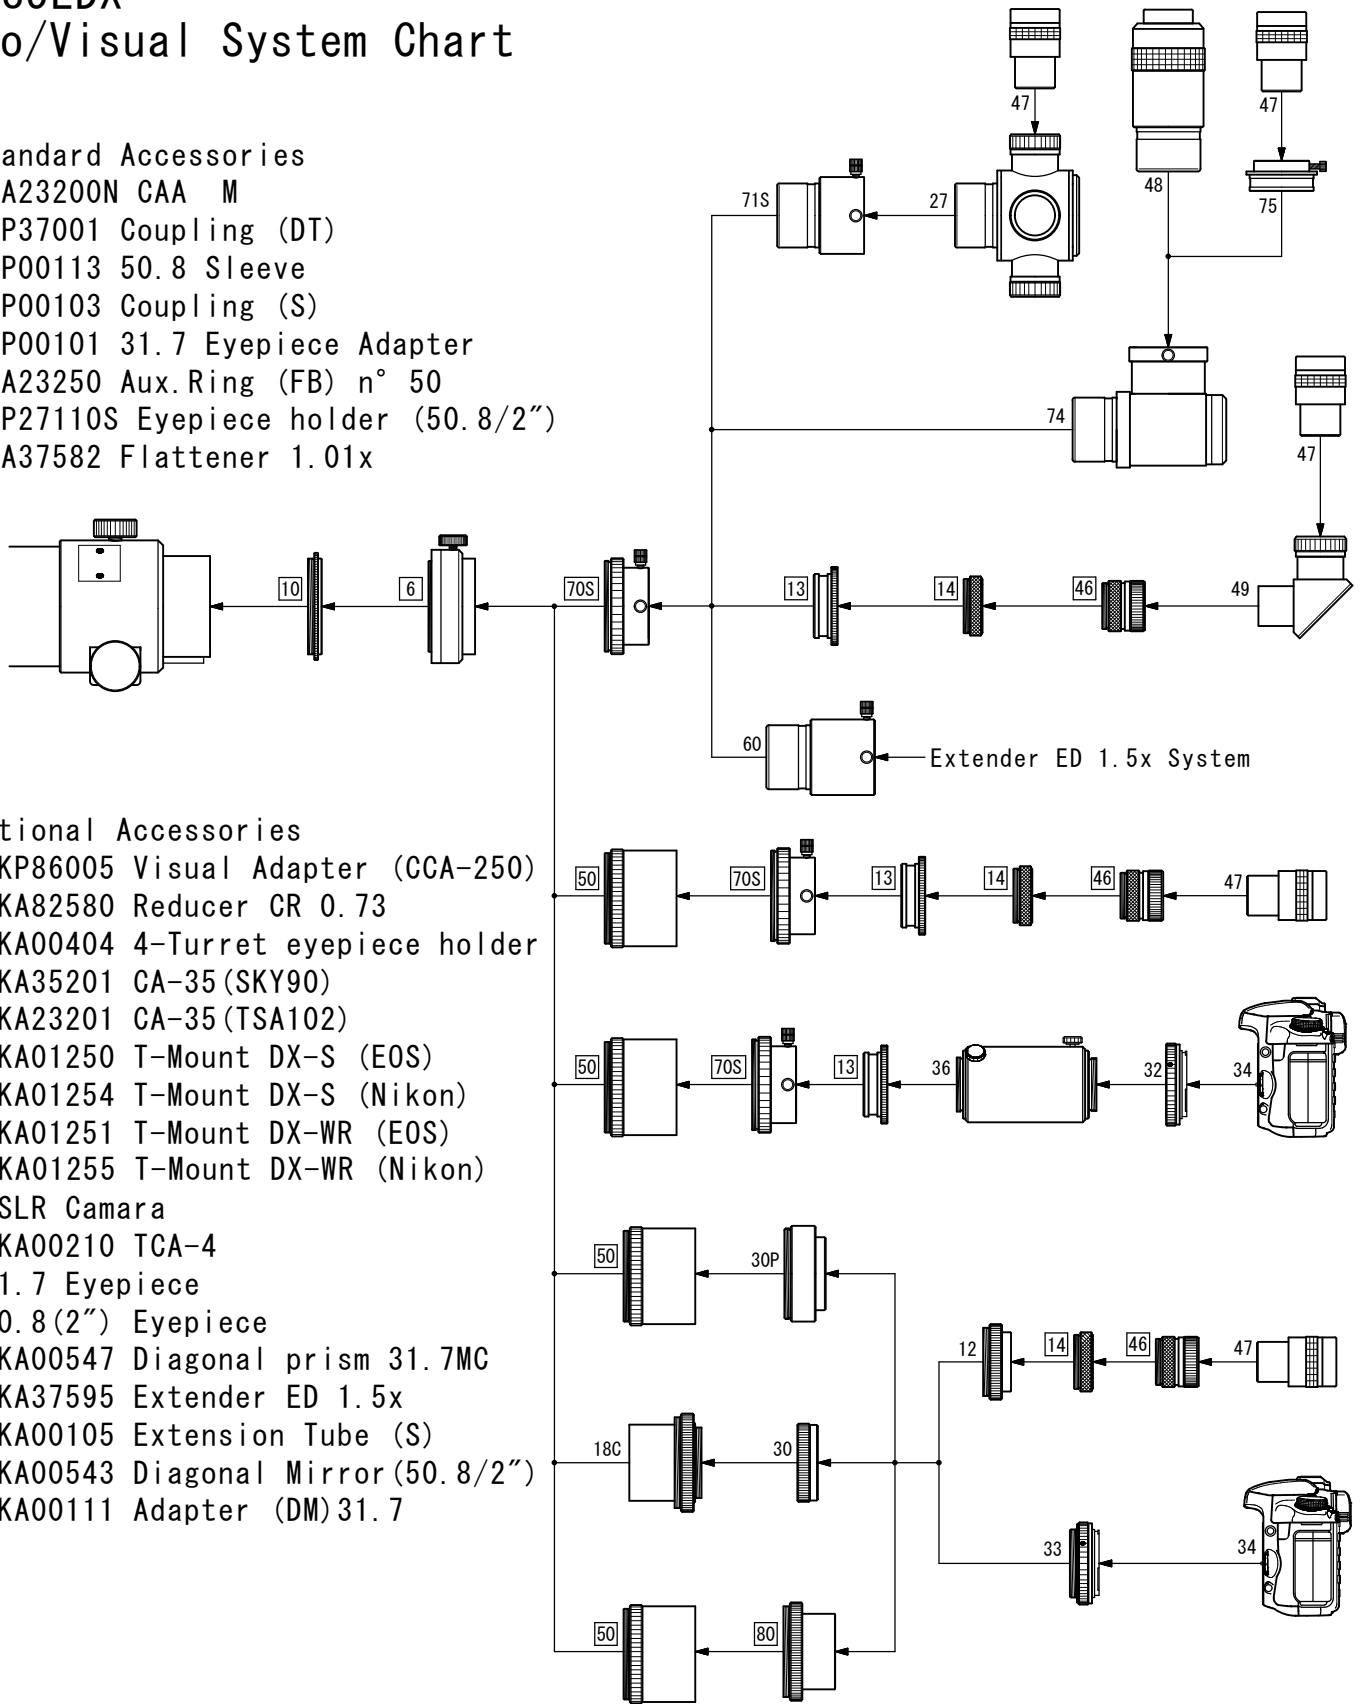 o/Visual System Chart
andard Accessories
A23200N CAA M
P37001 Coupling (DT)
P00113 50.8 Sleeve
P00103 Coupling (S)
P00101 31.7 Eyepiece Adapter
A23250 Aux.Ring (FB) n° 50
P27110S Eyepiece holder (50.8/2″)
A37582 Flattener 1.01x
47
47
48
75
71S
27
74
47
10
6
70S
13
14
46
49
60
Extender ED 1.5x System
tional Accessories
KP86005 Visual Adapter (CCA-250)
KA82580 Reducer CR 0.73
KA00404 4-Turret eyepiece holder
KA35201 CA-35(SKY90)
KA23201 CA-35(TSA102)
KA01250 T-Mount DX-S (EOS)
KA01254 T-Mount DX-S (Nikon)
KA01251 T-Mount DX-WR (EOS)
KA01255 T-Mount DX-WR (Nikon)
SLR Camara
KA00210 TCA-4
1.7 Eyepiece
0.8(2″) Eyepiece
KA00547 Diagonal prism 31.7MC
KA37595 Extender ED 1.5x
KA00105 Extension Tube (S)
KA00543 Diagonal Mirror(50.8/2″)
KA00111 Adapter (DM)31.7
50
70S
13
14
46
47
50
70S
13
36
32
34
50
30P
12
14
46
47
18C
30
33
34
50
80